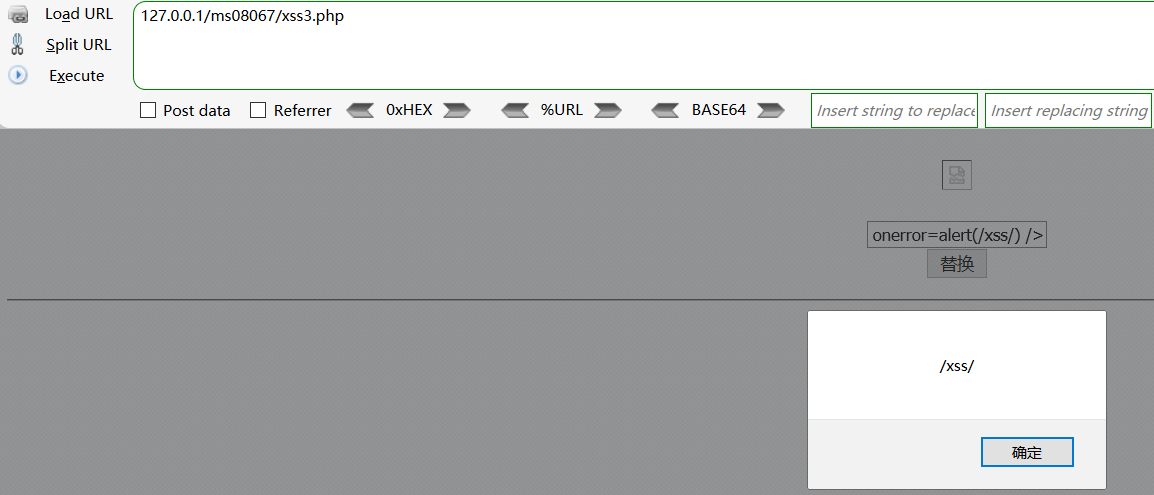 Load URL
127.0.0.1/ms08067/xss3.php
Split URL
Execute
Post data Referrer 0xHEX %URL BASE64 Insert string to replace Insert replacing string
onerror=alert(/xss/) />
替换
/xss/
确定